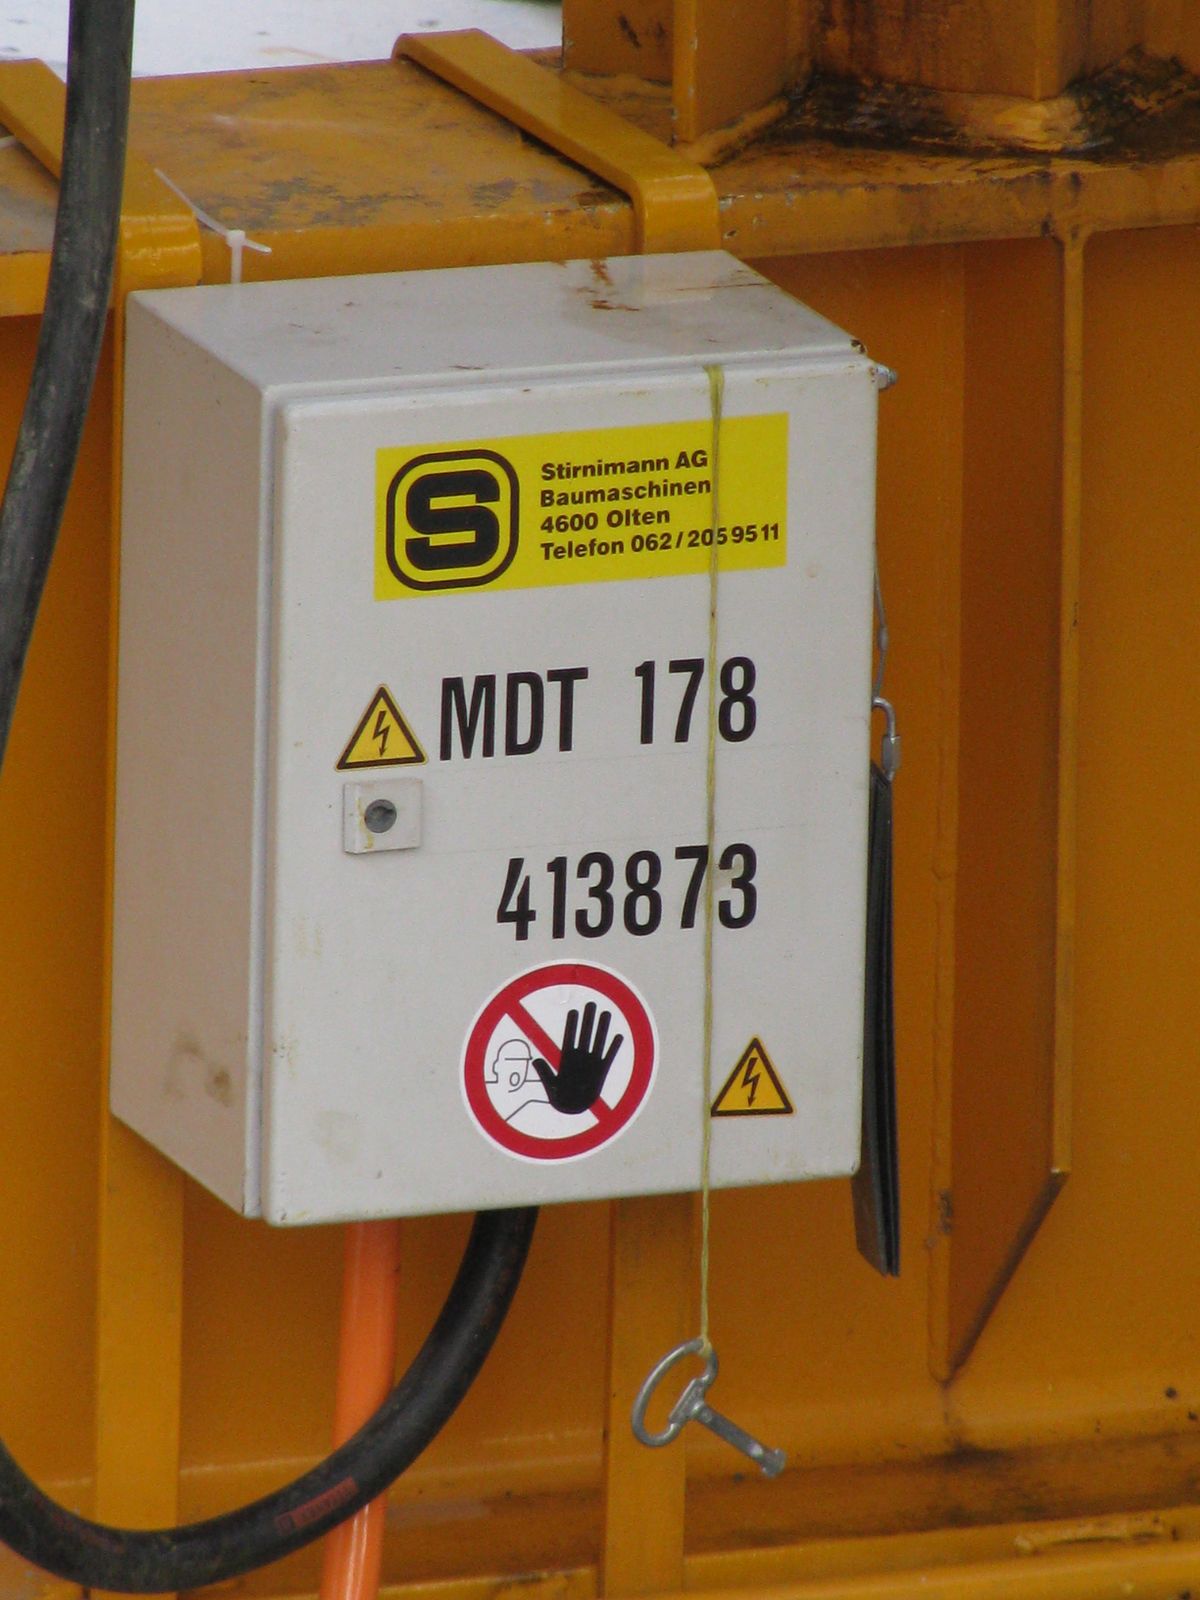 S
Stirnimann AG
Baumaschinen
4600 Olten
Telefon 062/205 95 11
MDT 178
413873